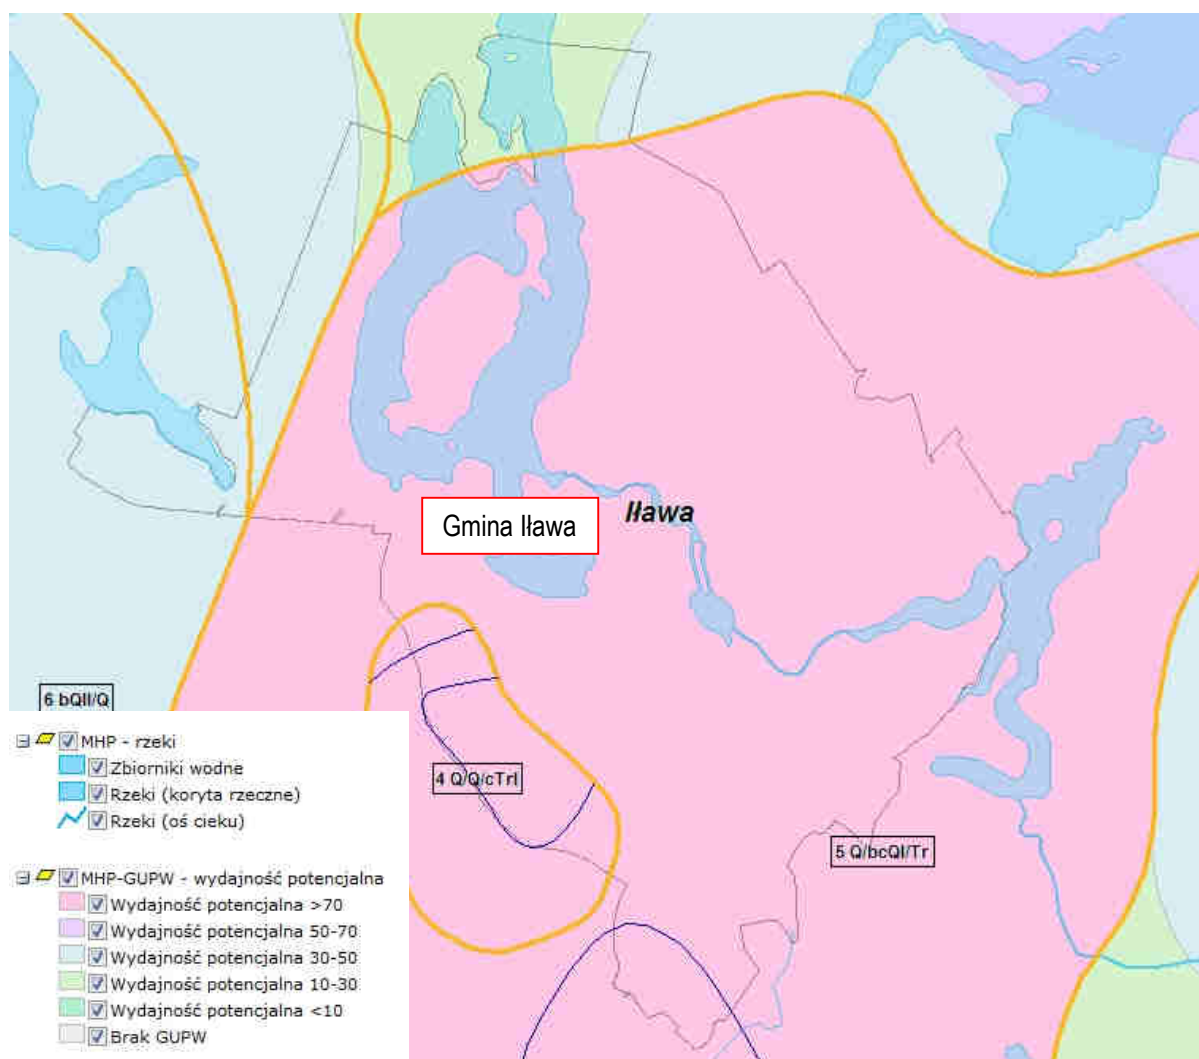 Gmina Iława
Iława
6 bQII/Q
4 Q/Q/cTrI
5 Q/bcQI/Tr
MHP - rzeki
Zbiorniki wodne
Rzeki (koryta rzeczne)
Rzeki (oś cieku)
MHP-GUPW - wydajność potencjalna
Wydajność potencjalna >70
Wydajność potencjalna 50-70
Wydajność potencjalna 30-50
Wydajność potencjalna 10-30
Wydajność potencjalna <10
Brak GUPW